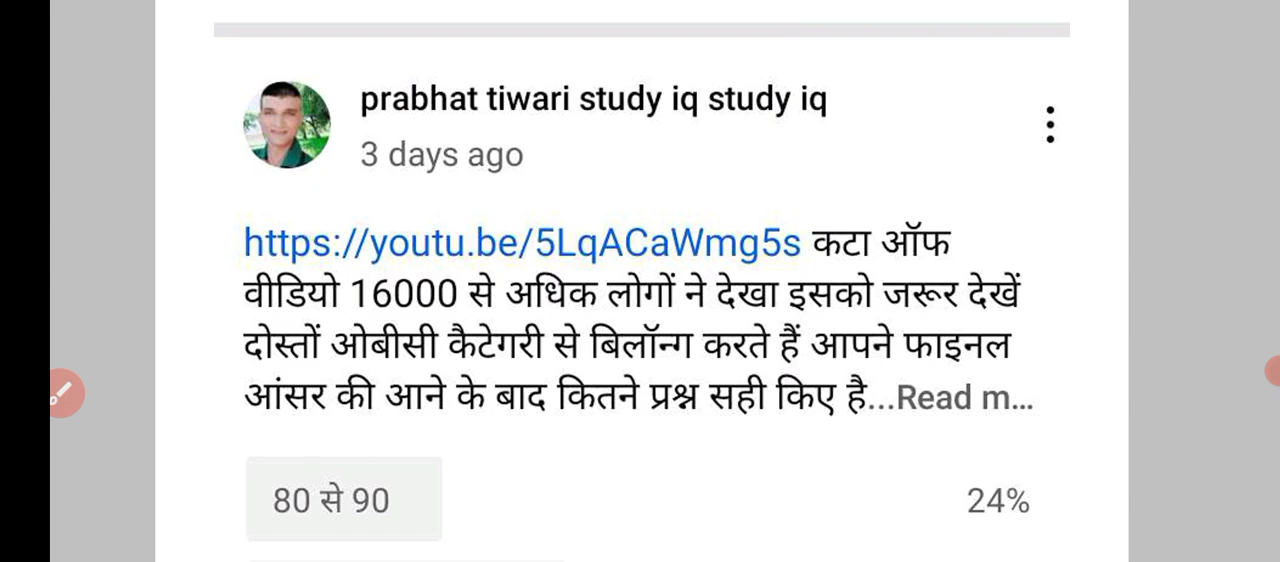 prabhat tiwari study iq study iq
3 days ago
https://youtu.be/5LqACaWmg5s कटा ऑफ
वीडियो 16000 से अधिक लोगों ने देखा इसको जरूर देखें
दोस्तों ओबीसी कैटेगरी से बिलॉन्ग करते हैं आपने फाइनल
आंसर की आने के बाद कितने प्रश्न सही किए है...Read m...
80 से 90 24%